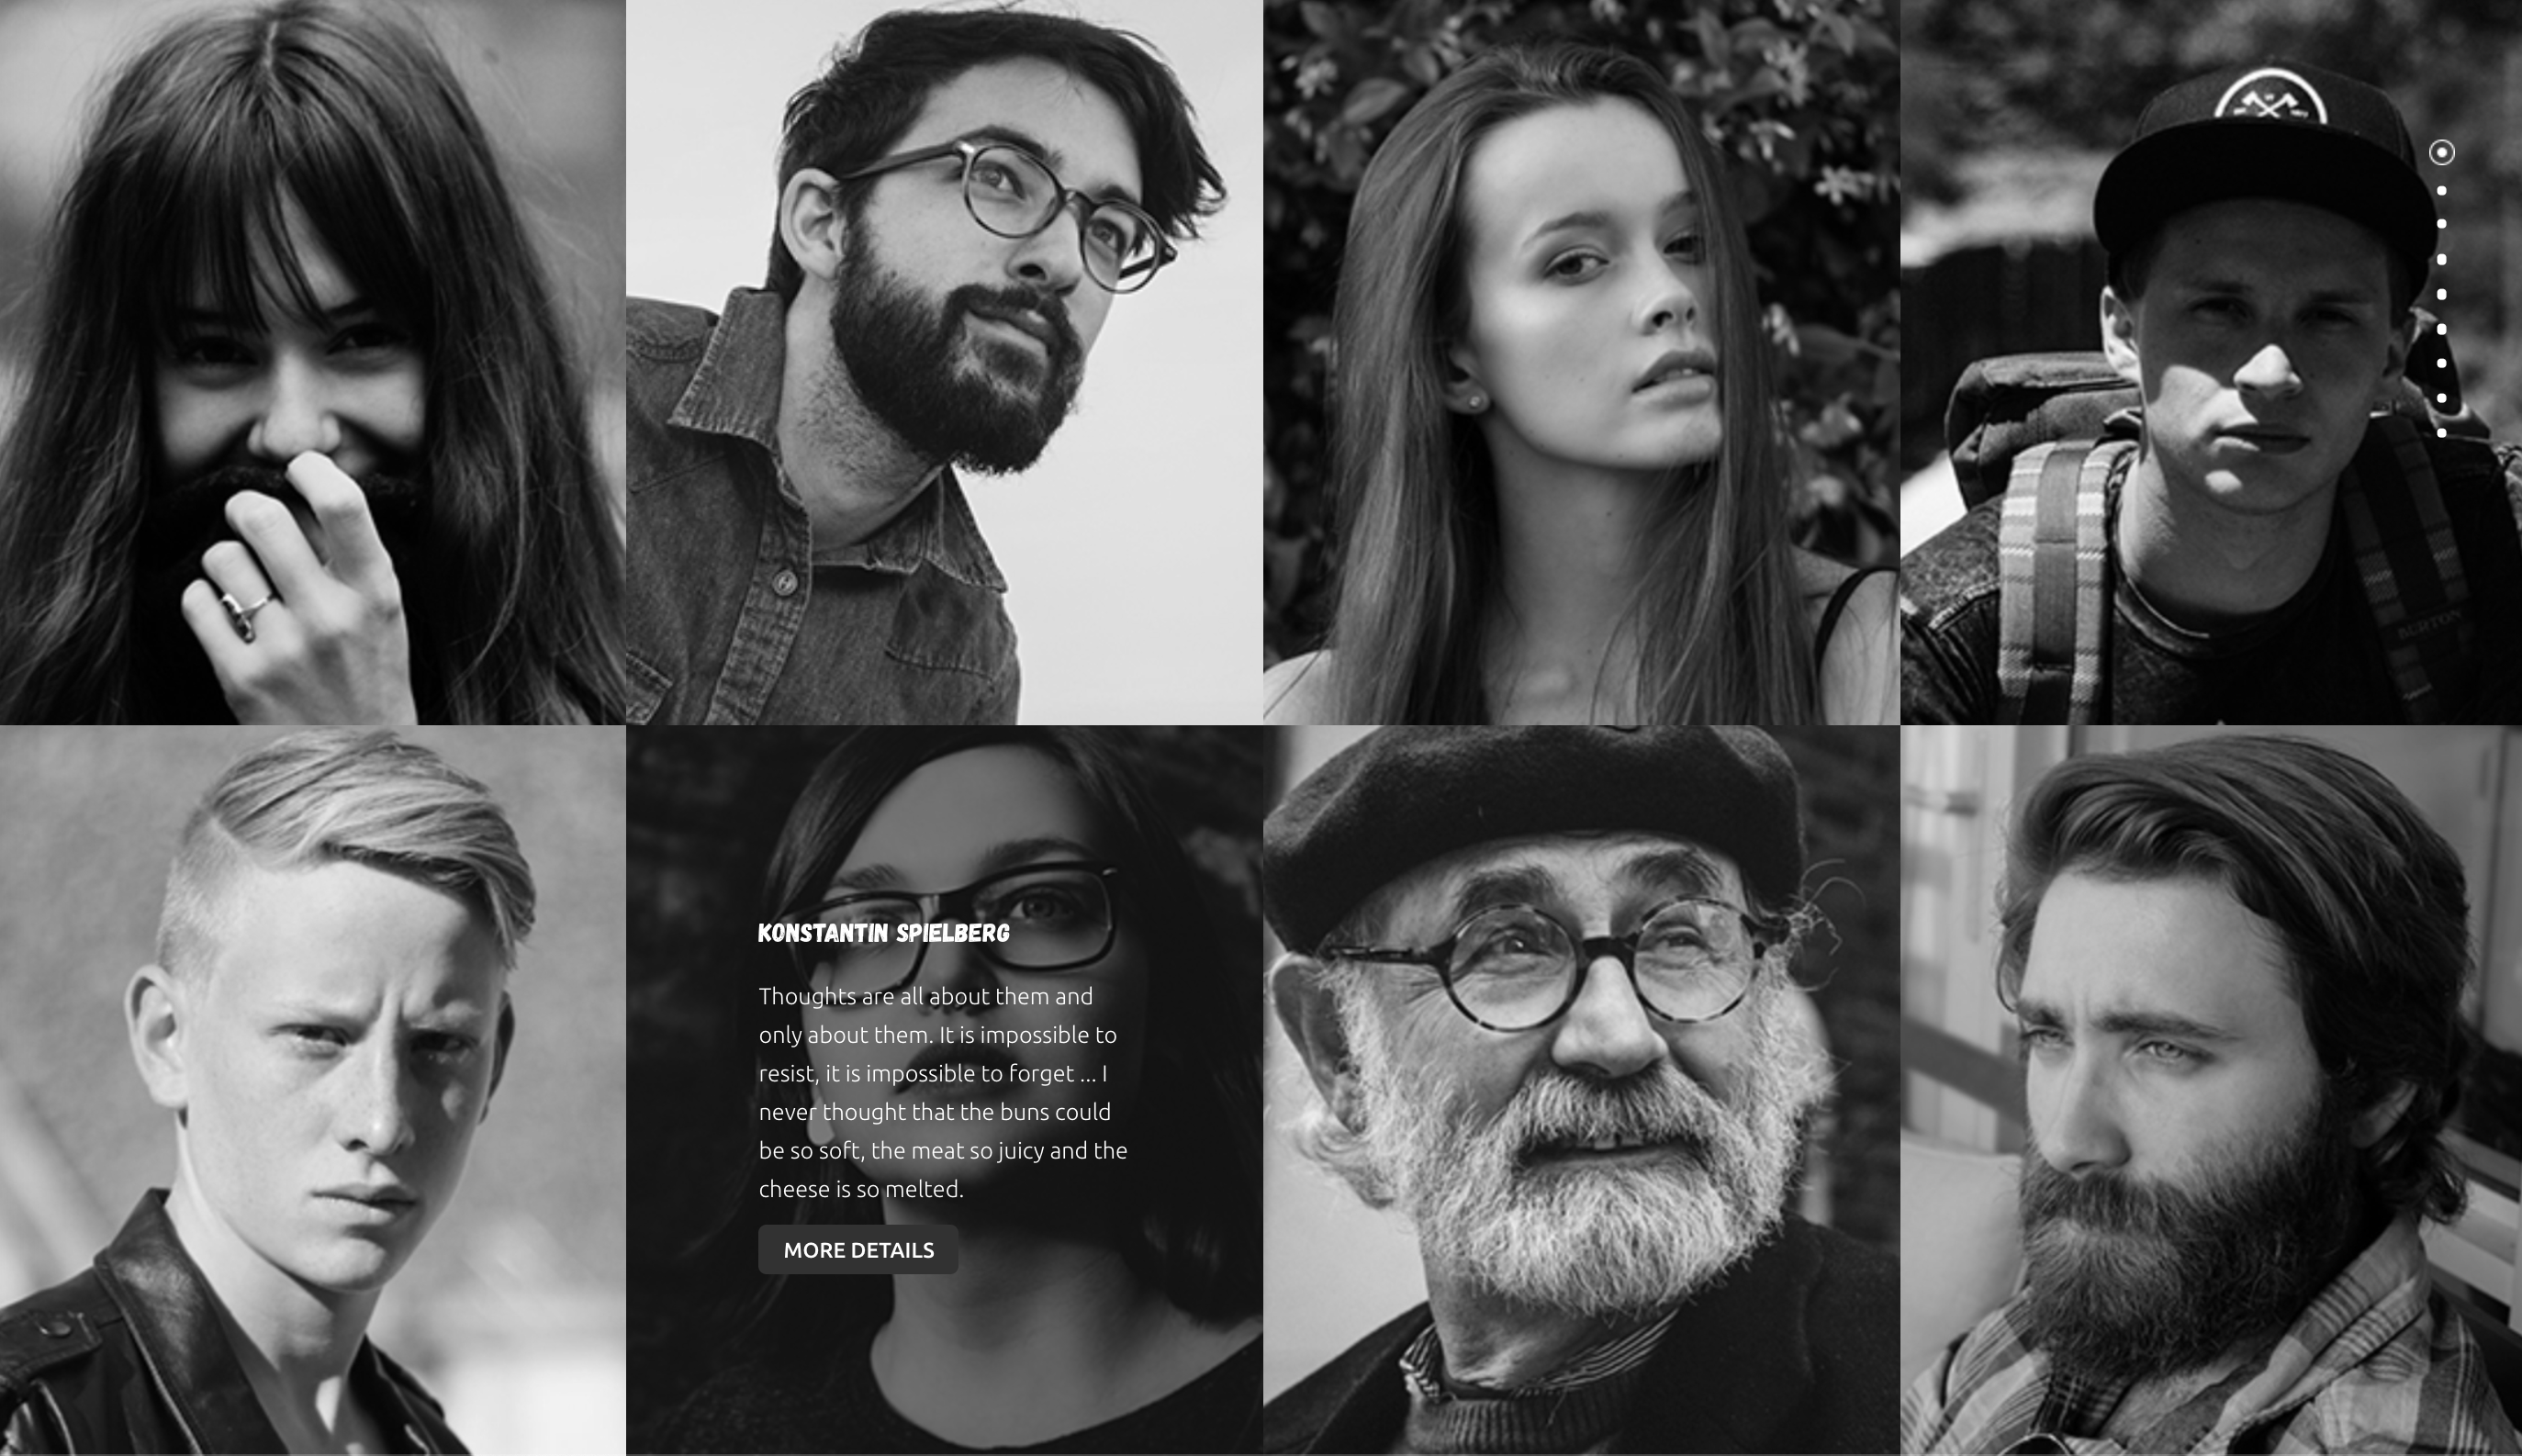 BURTON
KONSTANTIN SPIELBERG
Thoughts are all about them and
only about them. It is impossible to
resist, it is impossible to forget ... I
never thought that the buns could
be so soft, the meat so juicy and the
cheese is so melted.
MORE DETAILS